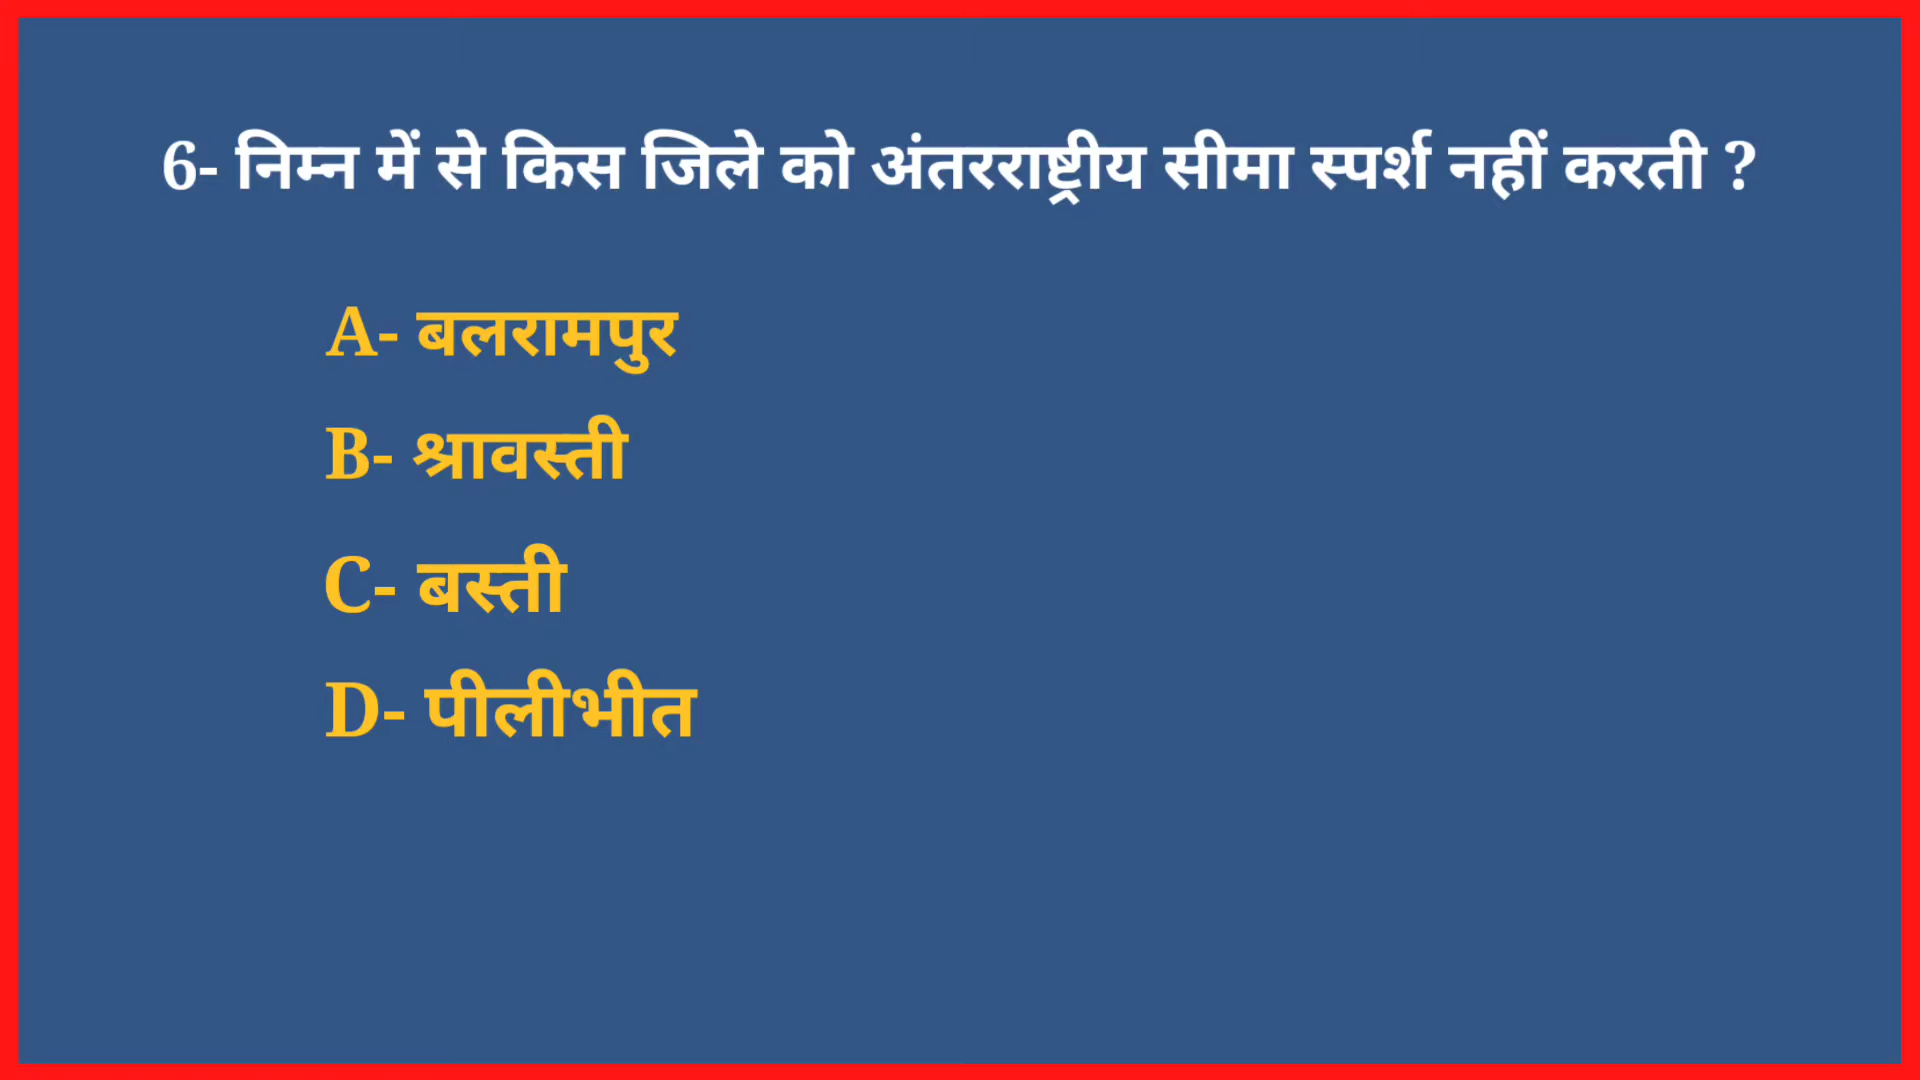 6- निम्न में से किस जिले को अंतरराष्ट्रीय सीमा स्पर्श नहीं करती ?
A- बलरामपुर
B- श्रावस्ती
C- बस्ती
D- पीलीभीत